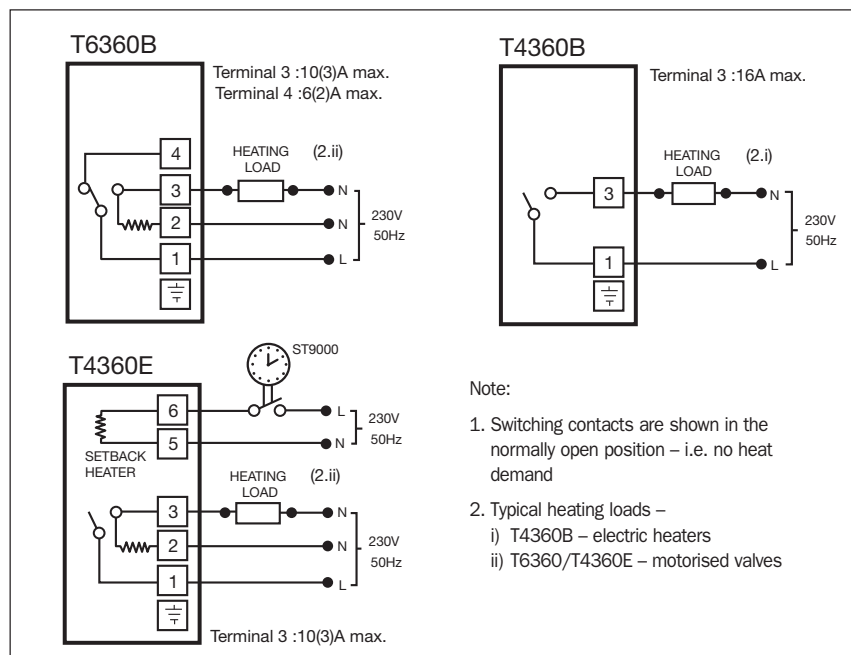 T6360B
Terminal 3 :10(3)A max.
Terminal 4 :6(2)A max.
4
HEATING
LOAD
(2.ii)
3
N
2
N
230V
50Hz
1
L
T4360B
Terminal 3 :16A max.
HEATING
LOAD
(2.i)
3
N
230V
50Hz
1
L
T4360E
ST9000
6
L
5
N
230V
50Hz
SETBACK
HEATER
HEATING
LOAD
(2.ii)
3
N
2
N
230V
50Hz
1
L
Terminal 3 :10(3)A max.
Note:
1. Switching contacts are shown in the
normally open position – i.e. no heat
demand
2. Typical heating loads –
i) T4360B – electric heaters
ii) T6360/T4360E – motorised valves